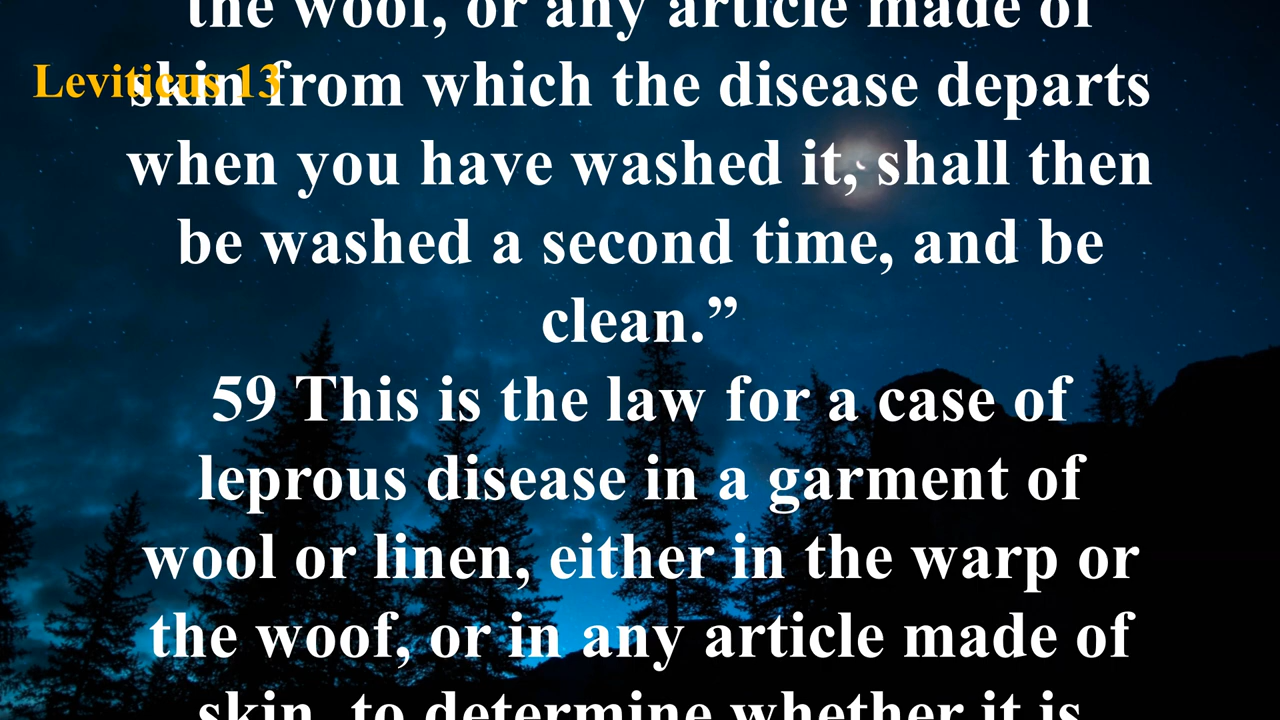 the woof, or any article made of
Leviticus 13
skin from which the disease departs
when you have washed it, shall then
be washed a second time, and be
clean.”
59 This is the law for a case of
leprous disease in a garment of
wool or linen, either in the warp or
the woof, or in any article made of
skin, to determine whether it is